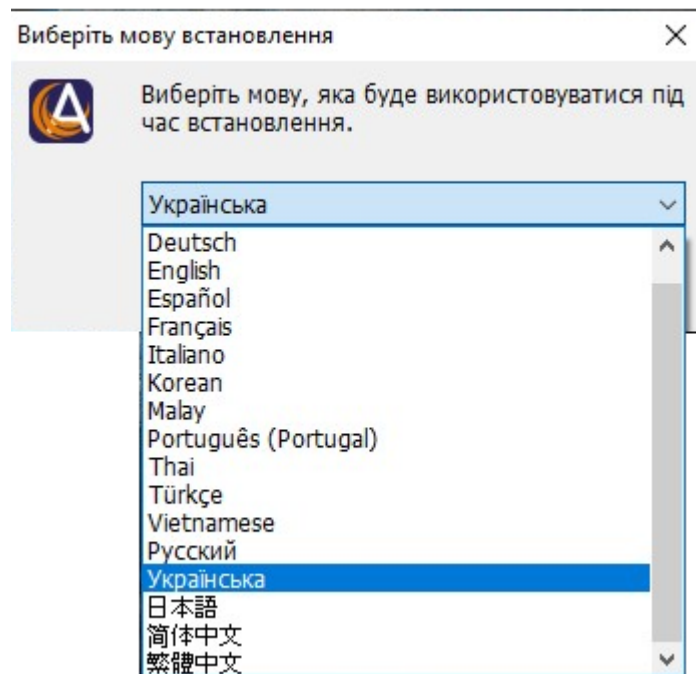 Виберіть мову встановлення
Виберіть мову, яка буде використовуватися під
час встановлення.
Українська
Deutsch
English
Español
Français
Italiano
Korean
Malay
Português (Portugal)
Thai
Türkçe
Vietnamese
Русский
Українська
日本語
简体中文
繁體中文